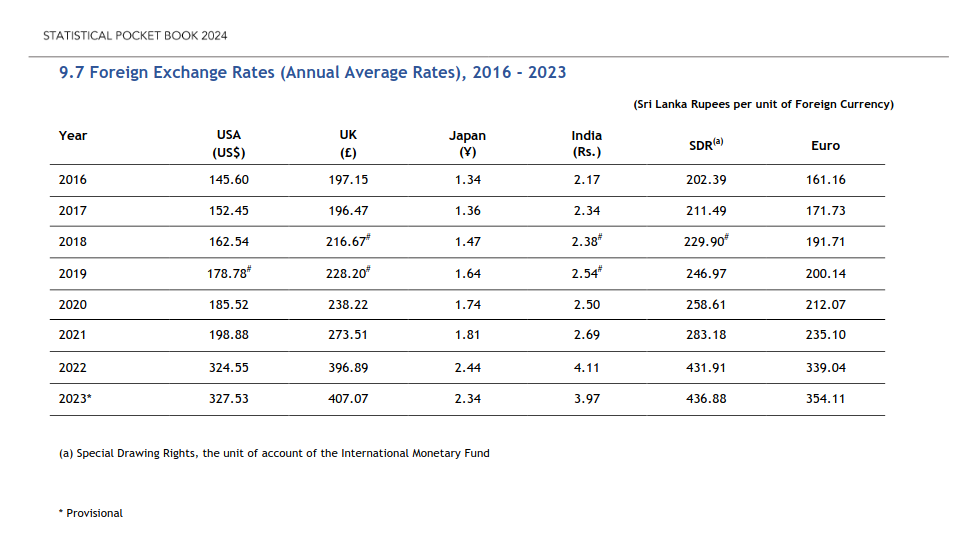 STATISTICAL POCKET BOOK 2024
9.7 Foreign Exchange Rates (Annual Average Rates), 2016 - 2023
(Sri Lanka Rupees per unit of Foreign Currency)
Year USA (US$) UK (£) Japan (¥) India (Rs.) SDR(a) Euro
2016 145.60 197.15 1.34 2.17 202.39 161.16
2017 152.45 196.47 1.36 2.34 211.49 171.73
2018 162.54 216.67# 1.47 2.38# 229.90# 191.71
2019 178.78# 228.20# 1.64 2.54# 246.97 200.14
2020 185.52 238.22 1.74 2.50 258.61 212.07
2021 198.88 273.51 1.81 2.69 283.18 235.10
2022 324.55 396.89 2.44 4.11 431.91 339.04
2023* 327.53 407.07 2.34 3.97 436.88 354.11
(a) Special Drawing Rights, the unit of account of the International Monetary Fund
* Provisional